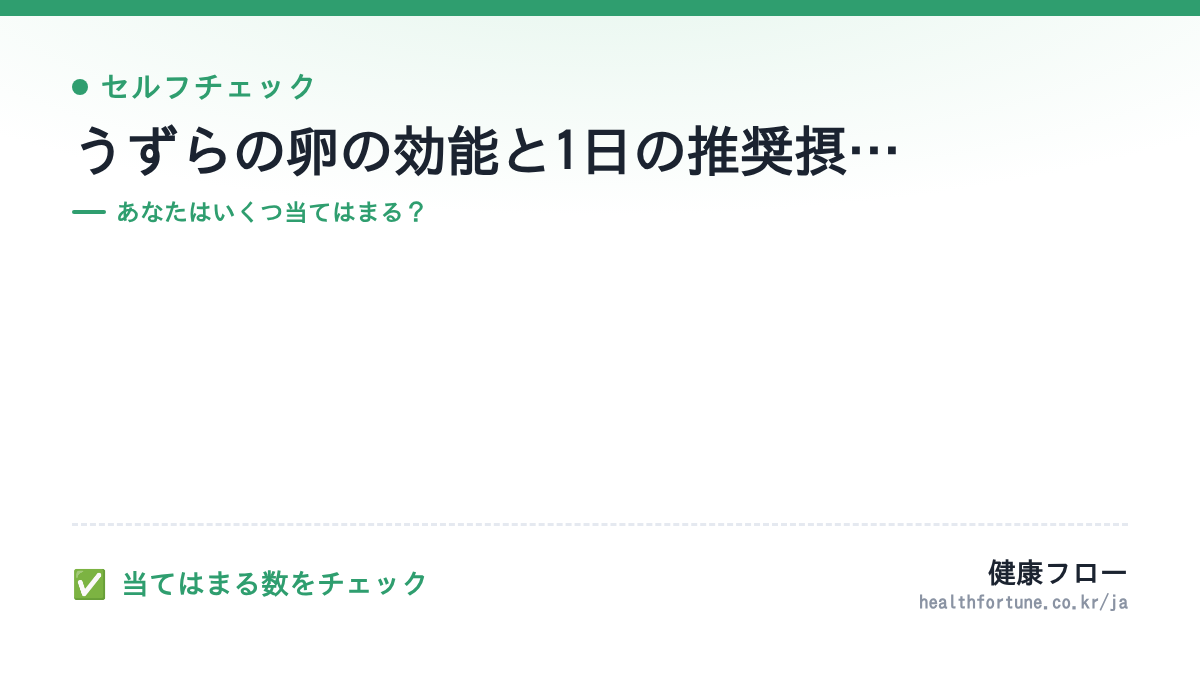 セルフチェック
うずらの卵の効能と1日の推奨摂…
あなたはいくつ当てはまる？
✅ 当てはまる数をチェック
健康フロー
healthfortune.co.kr/ja